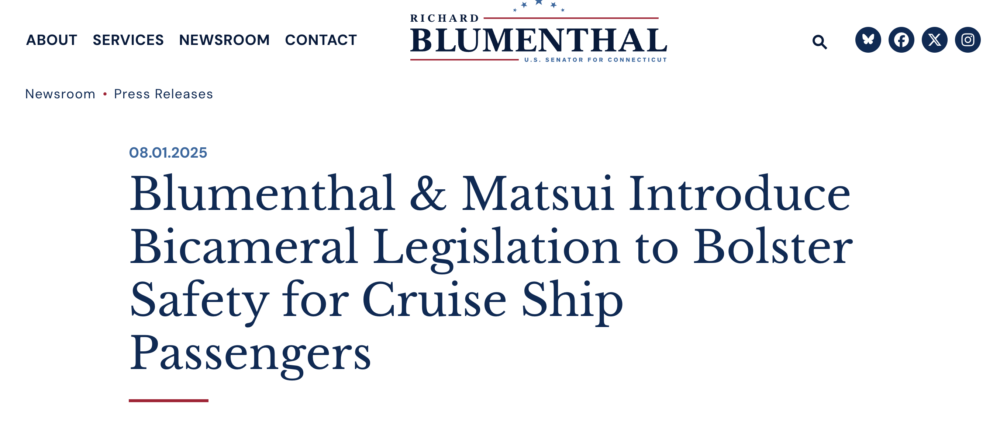 ABOUT SERVICES NEWSROOM CONTACT
RICHARD
BLUMENTHAL
U.S. SENATOR FOR CONNECTICUT
Newsroom • Press Releases
08.01.2025
Blumenthal & Matsui Introduce
Bicameral Legislation to Bolster
Safety for Cruise Ship
Passengers